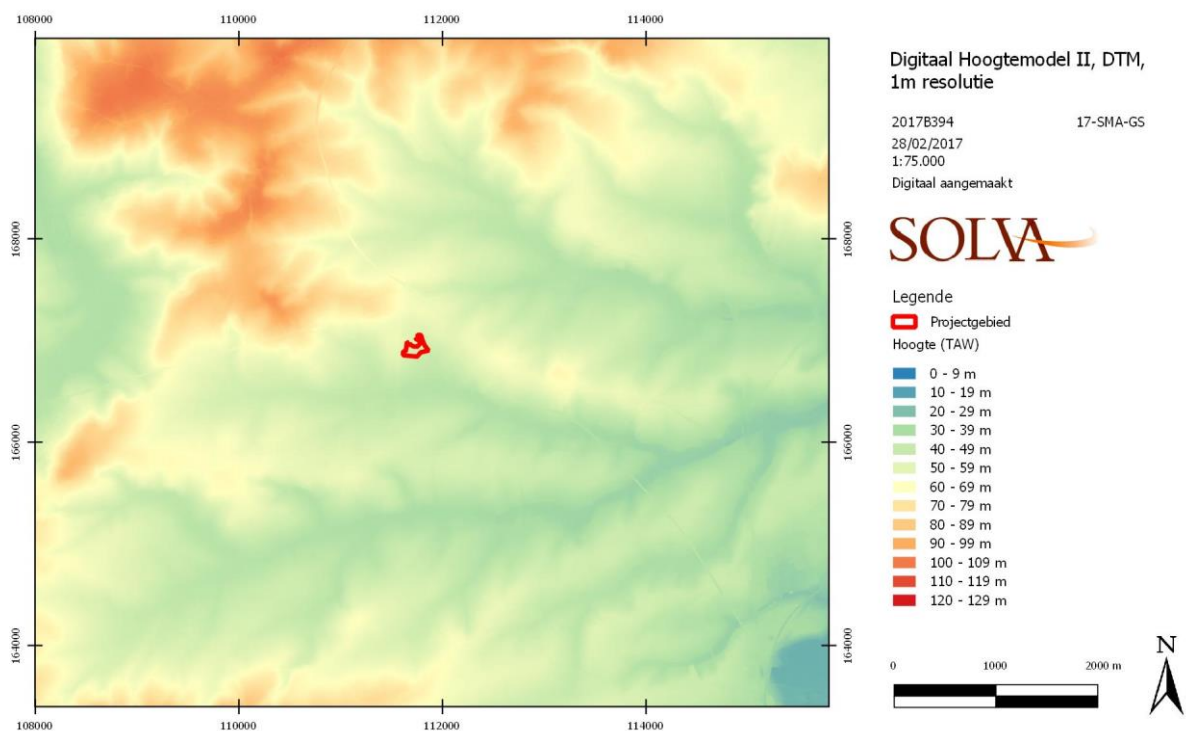 108000 110000 112000 114000
168000 168000
166000 166000
164000 164000
108000 110000 112000 114000
Digitaal Hoogtemodel II, DTM,
1m resolutie
2017B394 17-SMA-GS
28/02/2017
1:75.000
Digitaal aangemaakt
SOLVA
Legende
Projectgebied
Hoogte (TAW)
0 - 9 m
10 - 19 m
20 - 29 m
30 - 39 m
40 - 49 m
50 - 59 m
60 - 69 m
70 - 79 m
80 - 89 m
90 - 99 m
100 - 109 m
110 - 119 m
120 - 129 m
N
0 1000 2000 m